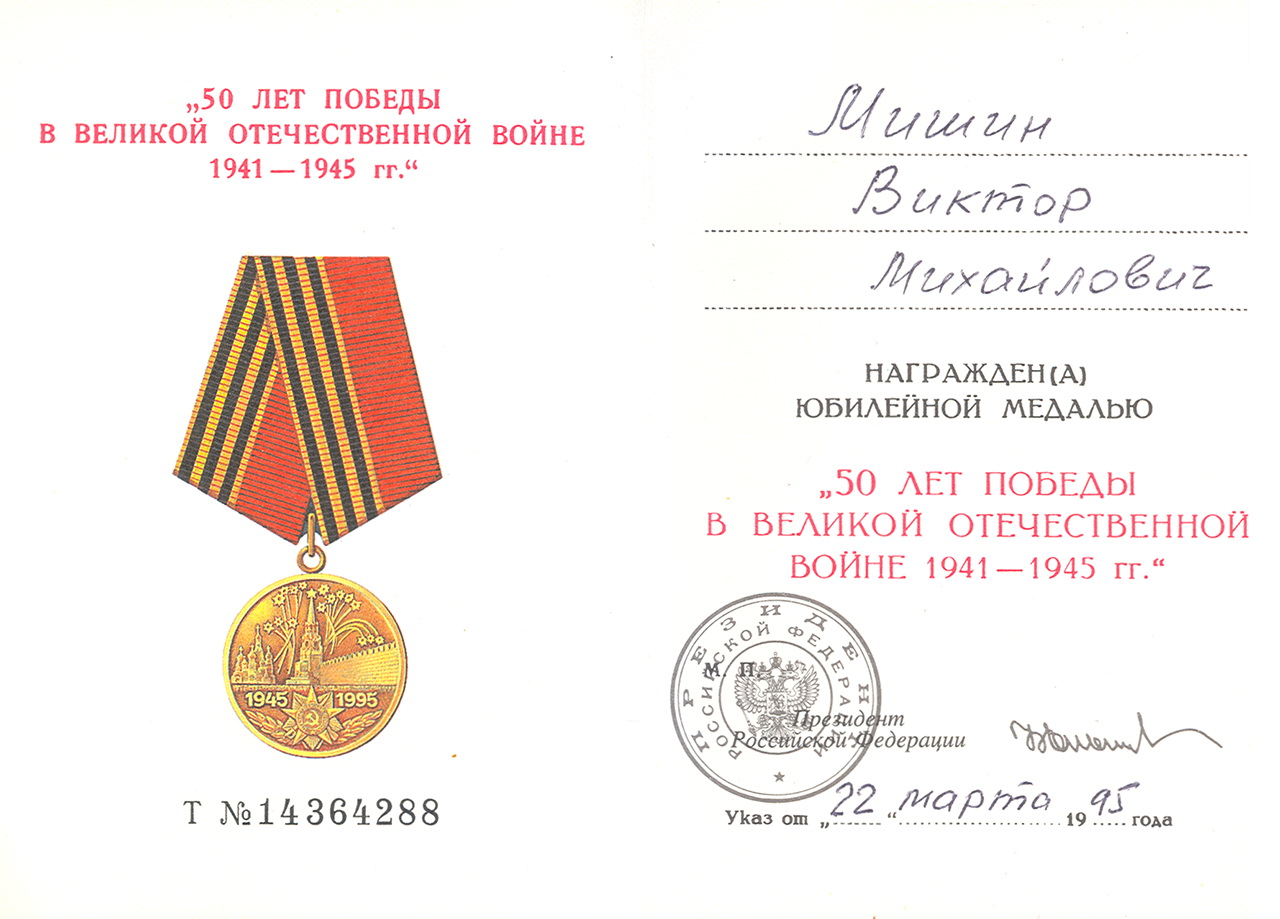 „50 ЛЕТ ПОБЕДЫ
В ВЕЛИКОЙ ОТЕЧЕСТВЕННОЙ ВОЙНЕ
1941—1945 гг.“
1945 1995
Т №14364288
Мишин
Виктор
Михайлович
НАГРАЖДЕН(А)
ЮБИЛЕЙНОЙ МЕДАЛЬЮ
„50 ЛЕТ ПОБЕДЫ
В ВЕЛИКОЙ ОТЕЧЕСТВЕННОЙ
ВОЙНЕ 1941—1945 гг.“
ПРЕЗИДЕНТ
РОССИЙСКОЙ ФЕДЕРАЦИИ
М. П.
Президент
Российской Федерации
Указ от „22“ марта 1995 года